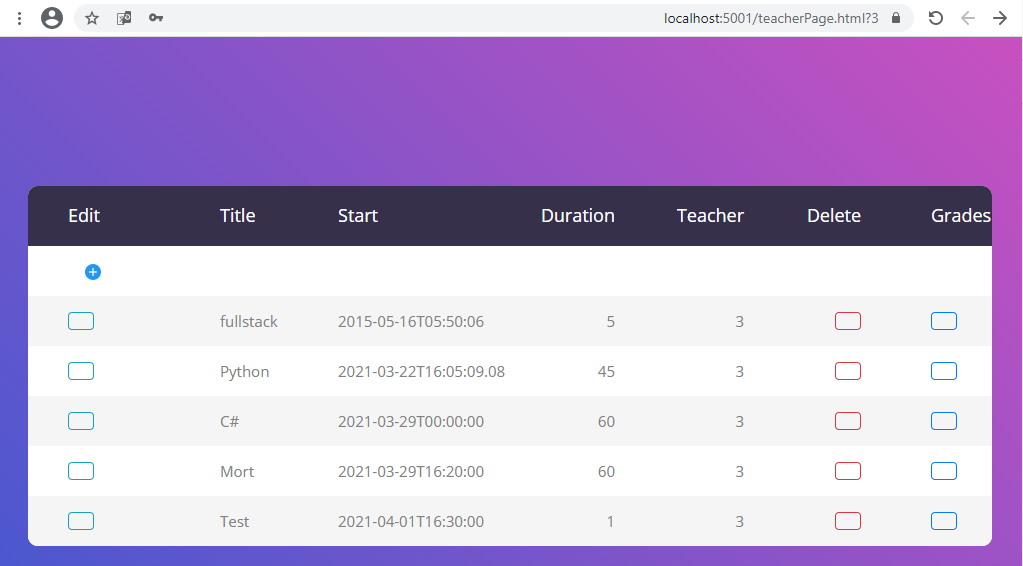 localhost:5001/teacherPage.html?3
Edit Title Start Duration Teacher Delete Grades
fullstack 2015-05-16T05:50:06 5 3
Python 2021-03-22T16:05:09.08 45 3
C# 2021-03-29T00:00:00 60 3
Mort 2021-03-29T16:20:00 60 3
Test 2021-04-01T16:30:00 1 3